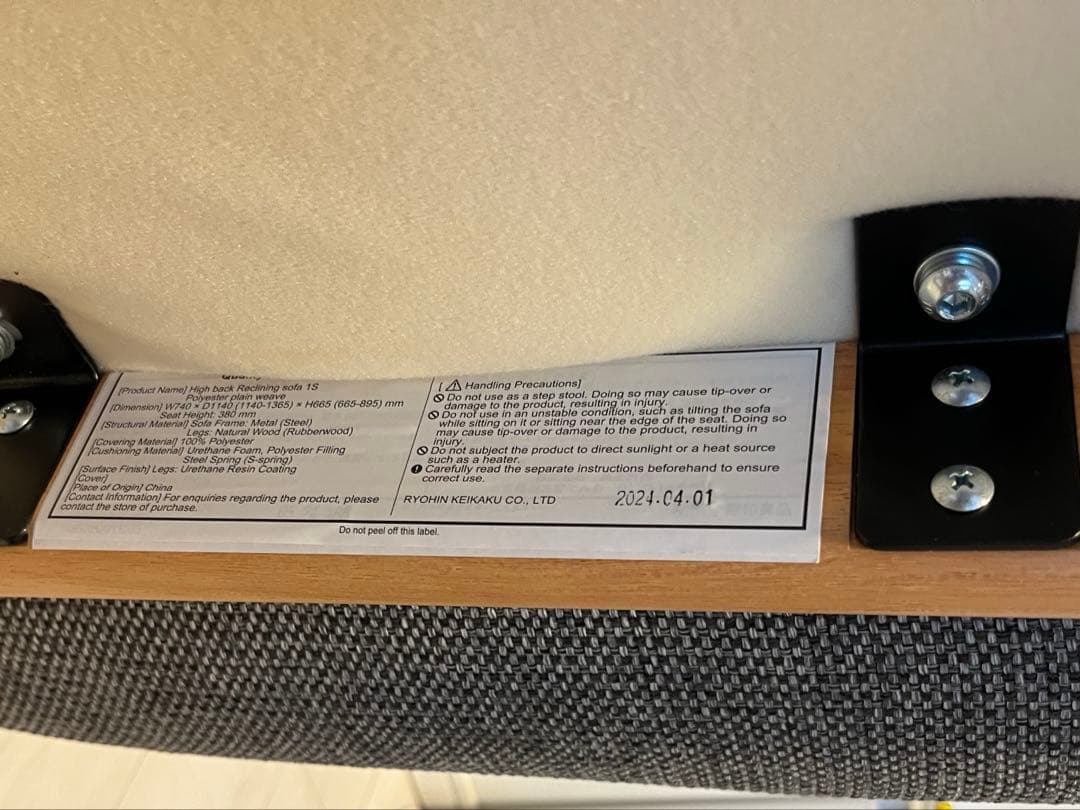 [Product Name] High back Reclining sofa 1S
Polyester plain weave
[Dimension] W740 × D1140 (1140-1365) × H665 (665-895) mm
Seat Height: 380 mm
[Structural Material] Sofa Frame: Metal (Steel)
Legs: Natural Wood (Rubberwood)
[Covering Material] 100% Polyester
[Cushioning Material] Urethane Foam, Polyester Filling
Steel Spring (S-spring)
[Surface Finish] Legs: Urethane Resin Coating
[Cover]
[Place of Origin] China
[Contact Information] For enquiries regarding the product, please
contact the store of purchase.
[⚠ Handling Precautions]
Do not use as a step stool. Doing so may cause tip-over or
damage to the product, resulting in injury.
Do not use in an unstable condition, such as tilting the sofa
while sitting on it or sitting near the edge of the seat. Doing so
may cause tip-over or damage to the product, resulting in
injury.
Do not subject the product to direct sunlight or a heat source
such as a heater.
Carefully read the separate instructions beforehand to ensure
correct use.
RYOHIN KEIKAKU CO., LTD
2024.04.01
Do not peel off this label.